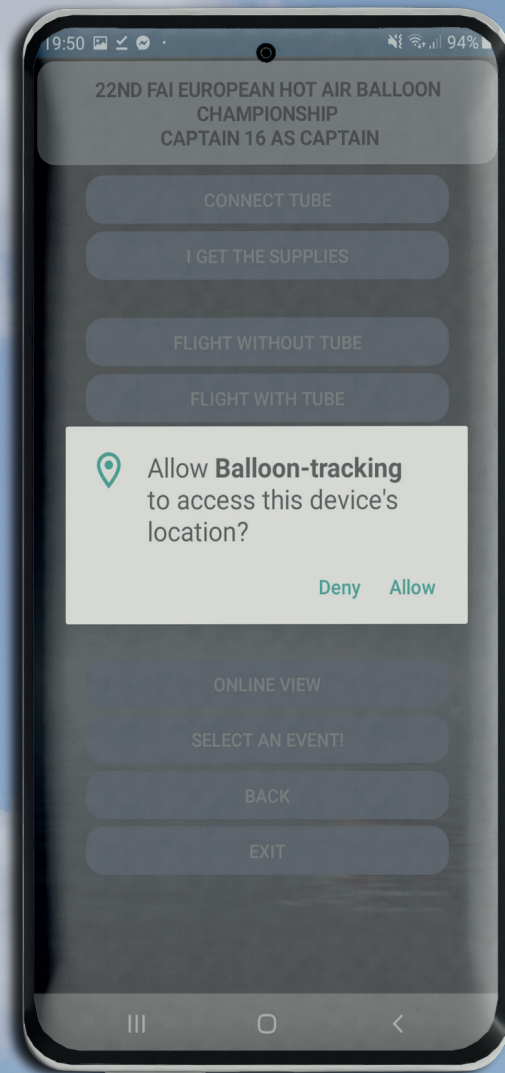 19:50
94%
22ND FAI EUROPEAN HOT AIR BALLOON
CHAMPIONSHIP
CAPTAIN 16 AS CAPTAIN
CONNECT TUBE
I GET THE SUPPLIES
FLIGHT WITHOUT TUBE
FLIGHT WITH TUBE
Allow Balloon-tracking
to access this device's
location?
Deny Allow
ONLINE VIEW
SELECT AN EVENT!
BACK
EXIT